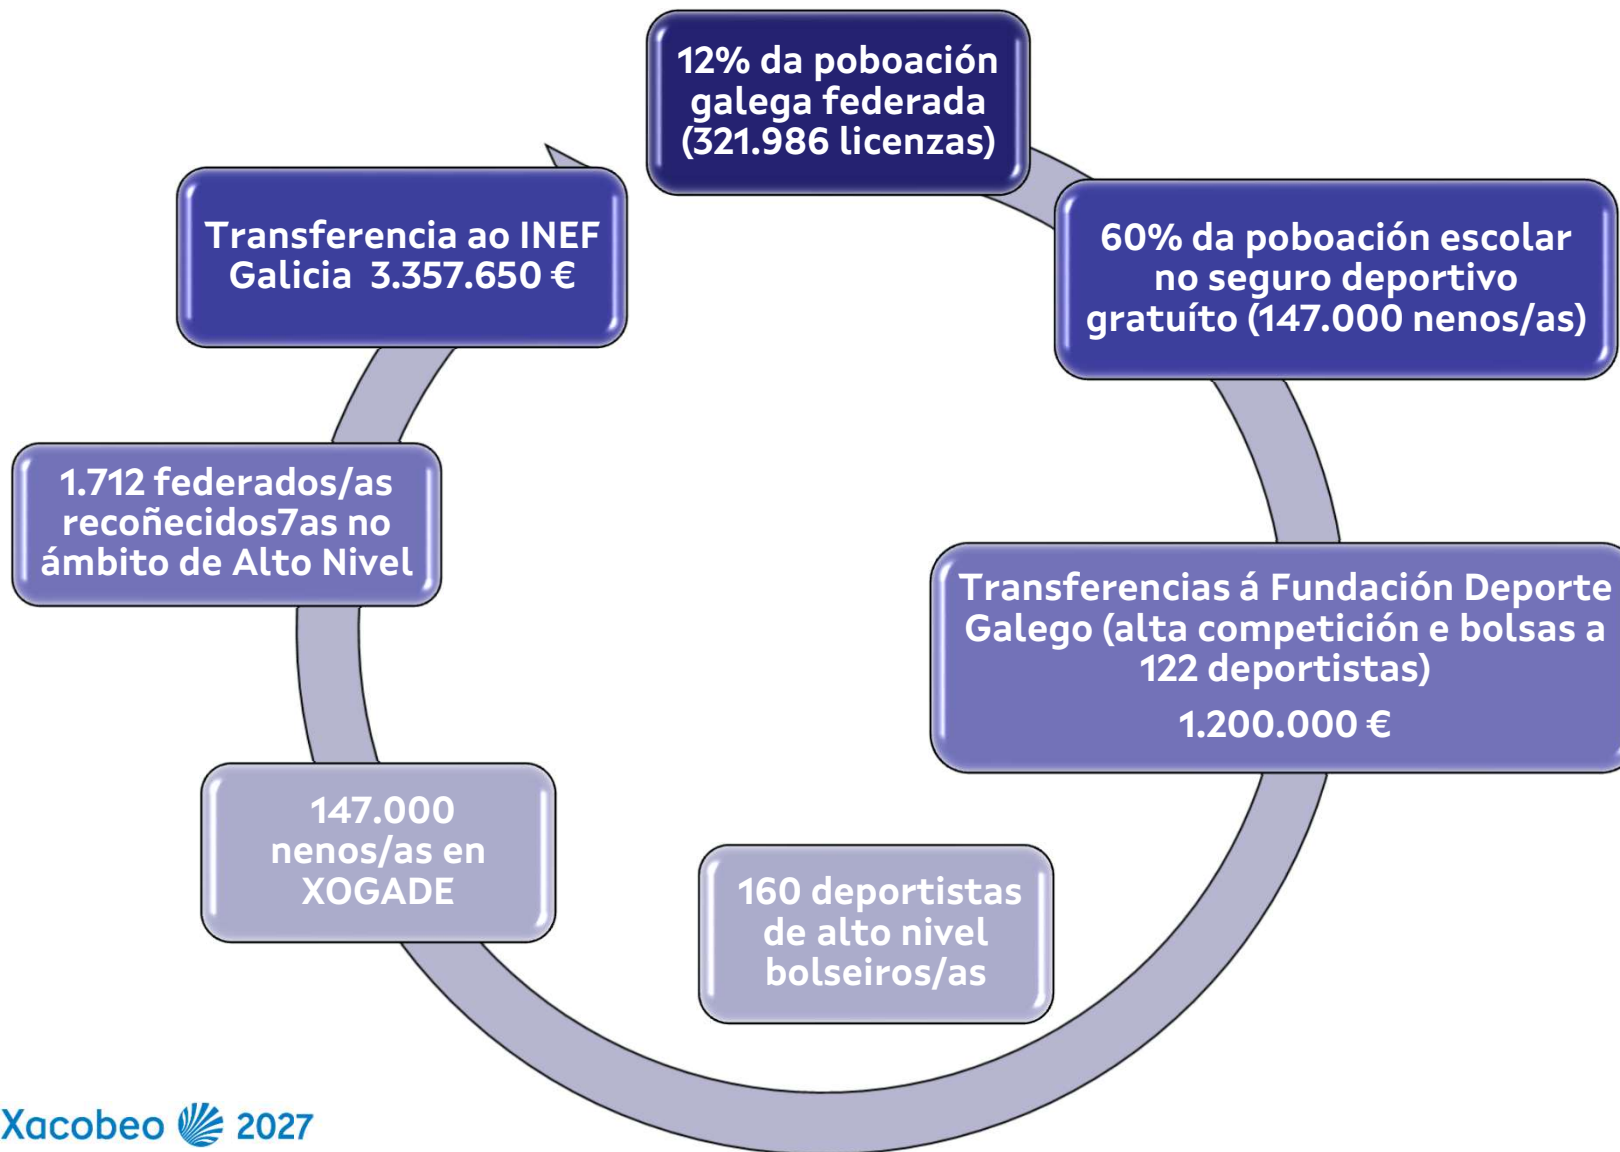 12% da poboación
galega federada
(321.986 licenzas)
60% da poboación escolar
no seguro deportivo
gratuíto (147.000 nenos/as)
Transferencias á Fundación Deporte
Galego (alta competición e bolsas a
122 deportistas)
1.200.000 €
160 deportistas
de alto nivel
bolseiros/as
147.000
nenos/as en
XOGADE
1.712 federados/as
recoñecidos7as no
ámbito de Alto Nivel
Transferencia ao INEF
Galicia 3.357.650 €
Xacobeo 2027